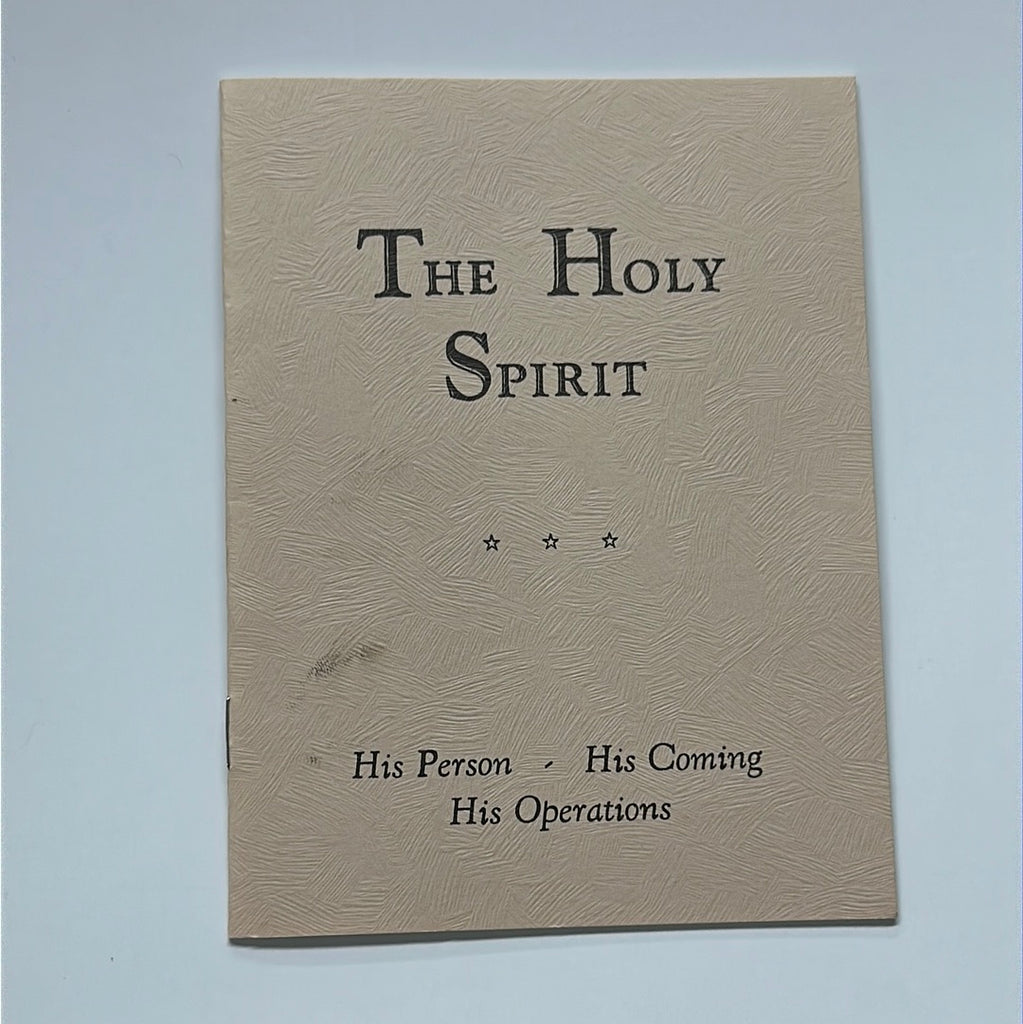 The Holy
Spirit
☆ ☆ ☆
His Person - His Coming
His Operations